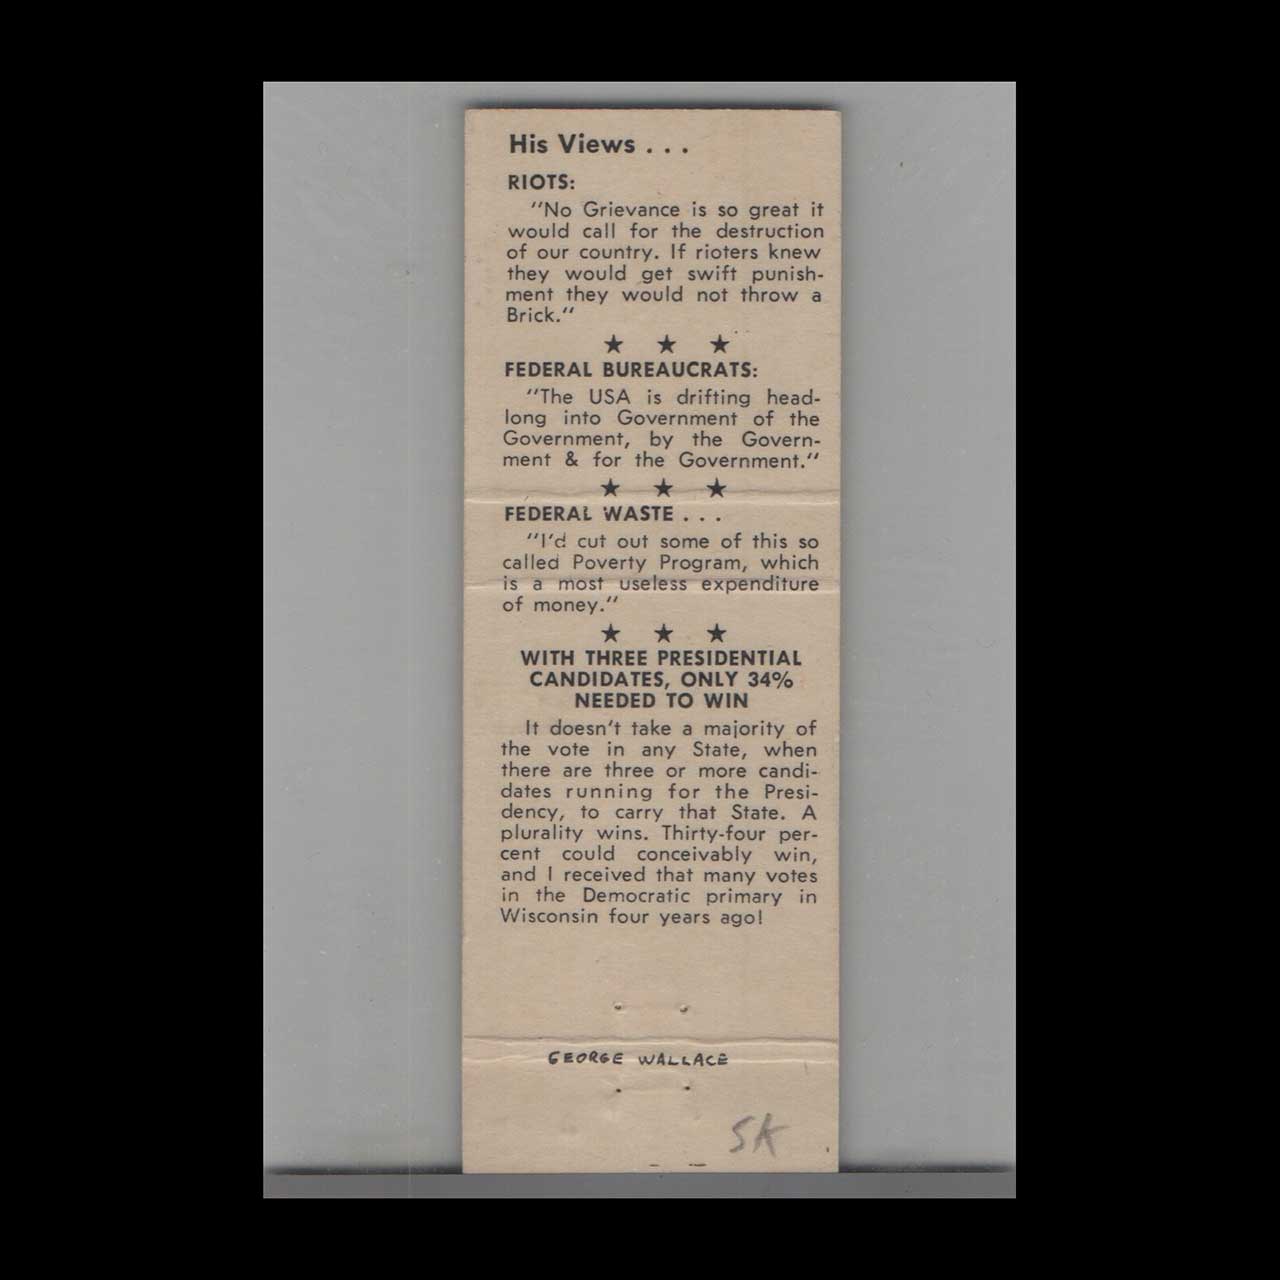 His Views . . .
RIOTS:
"No Grievance is so great it
would call for the destruction
of our country. If rioters knew
they would get swift punish-
ment they would not throw a
Brick."
★ ★ ★
FEDERAL BUREAUCRATS:
"The USA is drifting head-
long into Government of the
Government, by the Govern-
ment & for the Government."
★ ★ ★
FEDERAL WASTE . . .
"I'd cut out some of this so
called Poverty Program, which
is a most useless expenditure
of money."
★ ★ ★
WITH THREE PRESIDENTIAL
CANDIDATES, ONLY 34%
NEEDED TO WIN
It doesn't take a majority of
the vote in any State, when
there are three or more candi-
dates running for the Presi-
dency, to carry that State. A
plurality wins. Thirty-four per-
cent could conceivably win,
and I received that many votes
in the Democratic primary in
Wisconsin four years ago!
GEORGE WALLACE
SK